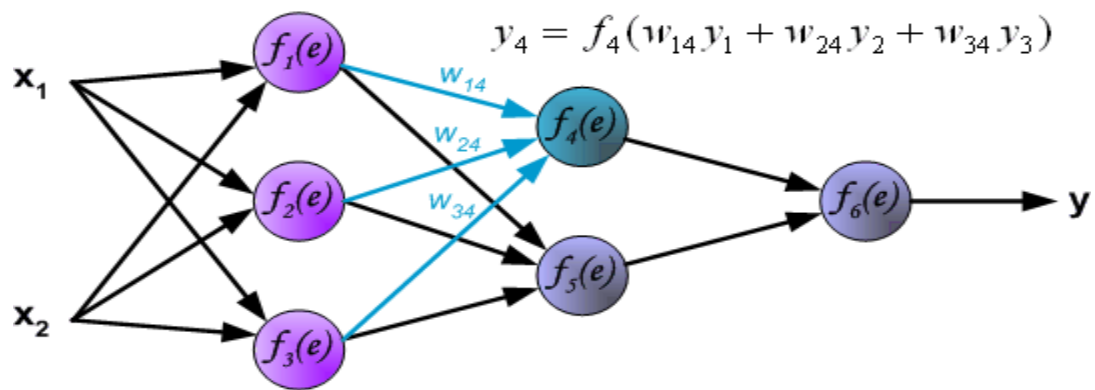 y₄ = f₄(w₁₄y₁ + w₂₄y₂ + w₃₄y₃)
f₁(e)
x₁
w₁₄
f₄(e)
w₂₄
f₂(e)
w₃₄
f₆(e)
y
f₅(e)
x₂
f₃(e)